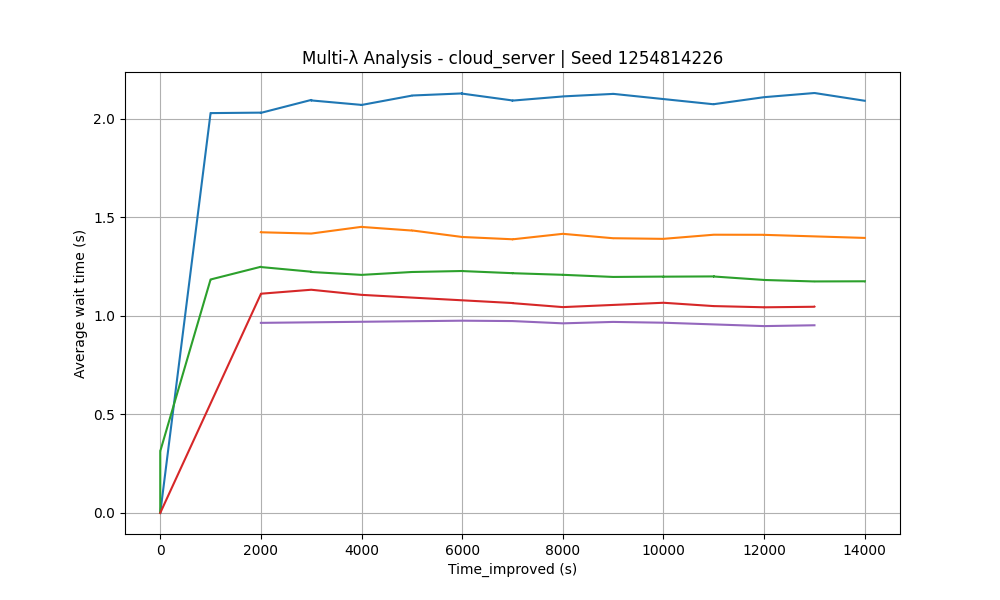 Multi-λ Analysis - cloud_server | Seed 1254814226
2.0
1.5
1.0
0.5
0.0
Average wait time (s)
0 2000 4000 6000 8000 10000 12000 14000
Time_improved (s)